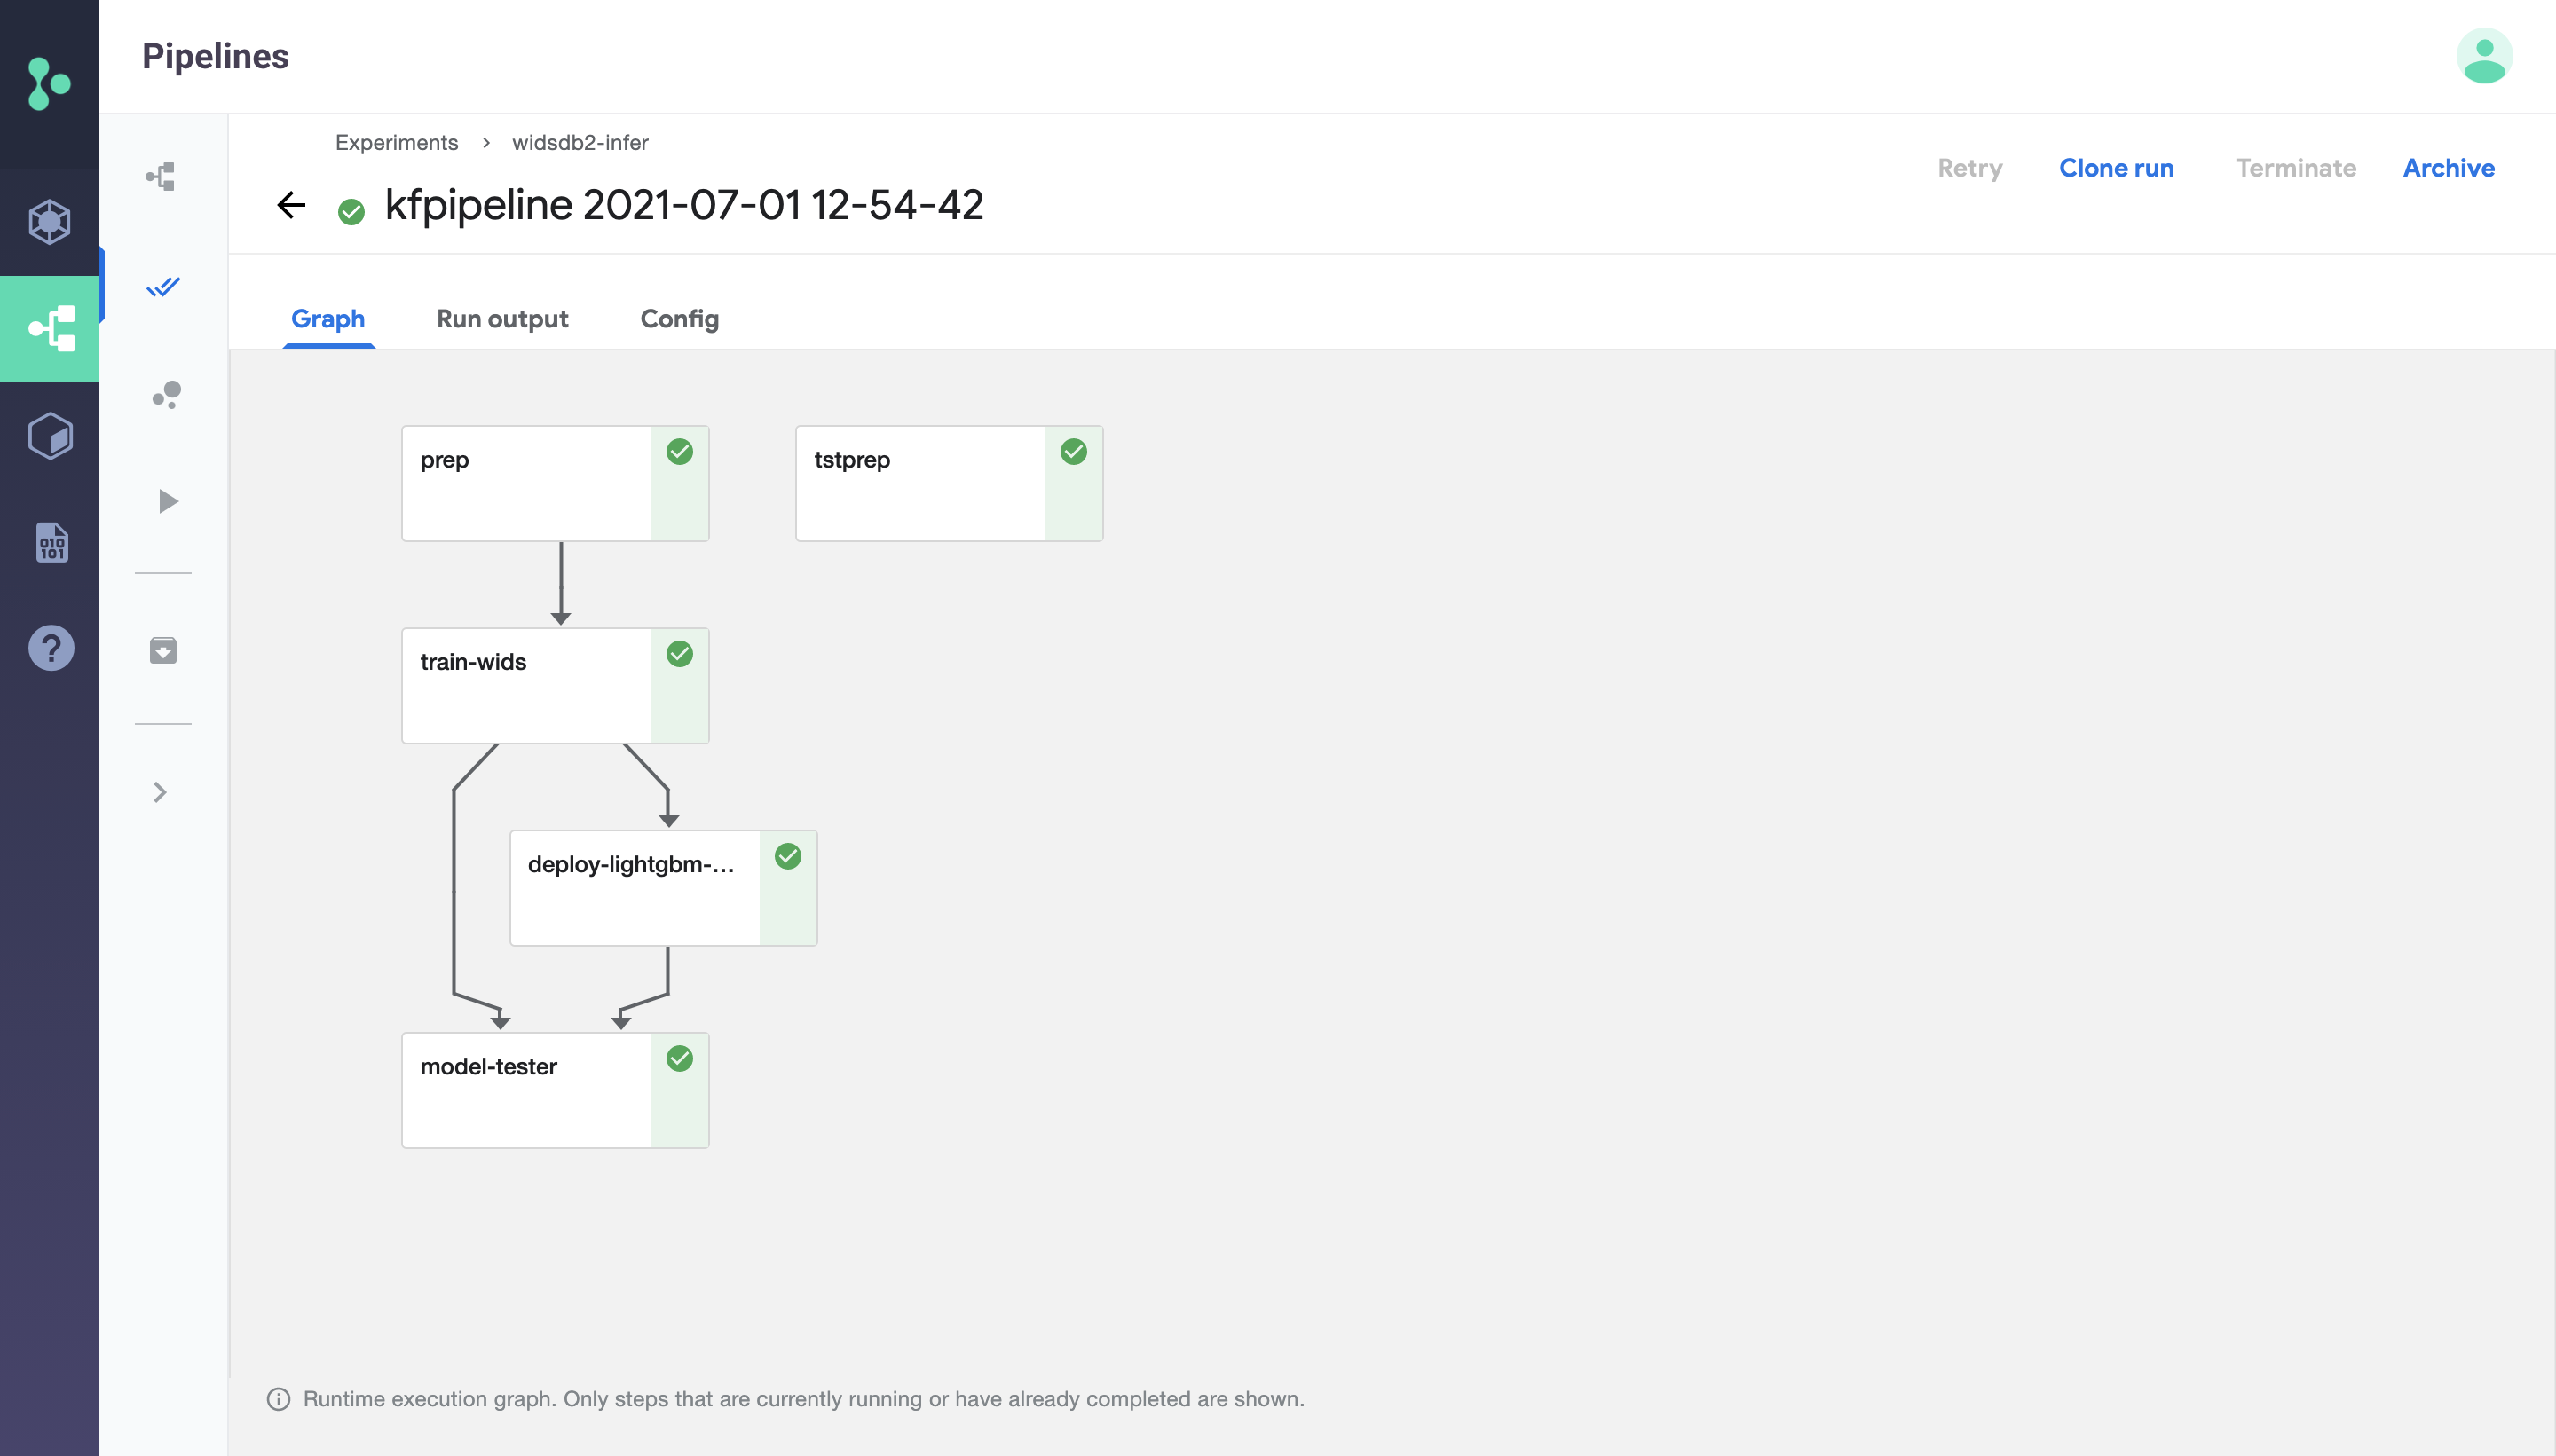 Pipelines
Experiments > widsdb2-infer
Retry Clone run Terminate Archive
kfpipeline 2021-07-01 12-54-42
Graph Run output Config
prep tstprep
010
101
train-wids
?
deploy-lightgbm-...
model-tester
Runtime execution graph. Only steps that are currently running or have already completed are shown.